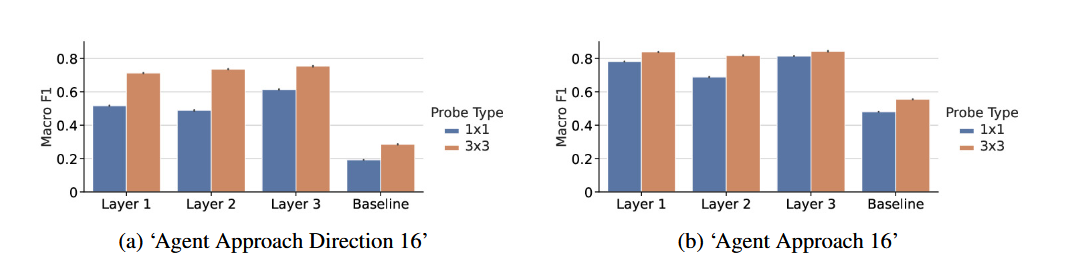 Macro F1
0.8
0.6
0.4
0.2
0
Layer 1 Layer 2 Layer 3 Baseline
Probe Type
1x1
3x3
(a) ‘Agent Approach Direction 16’
Macro F1
0.8
0.6
0.4
0.2
0
Layer 1 Layer 2 Layer 3 Baseline
Probe Type
1x1
3x3
(b) ‘Agent Approach 16’